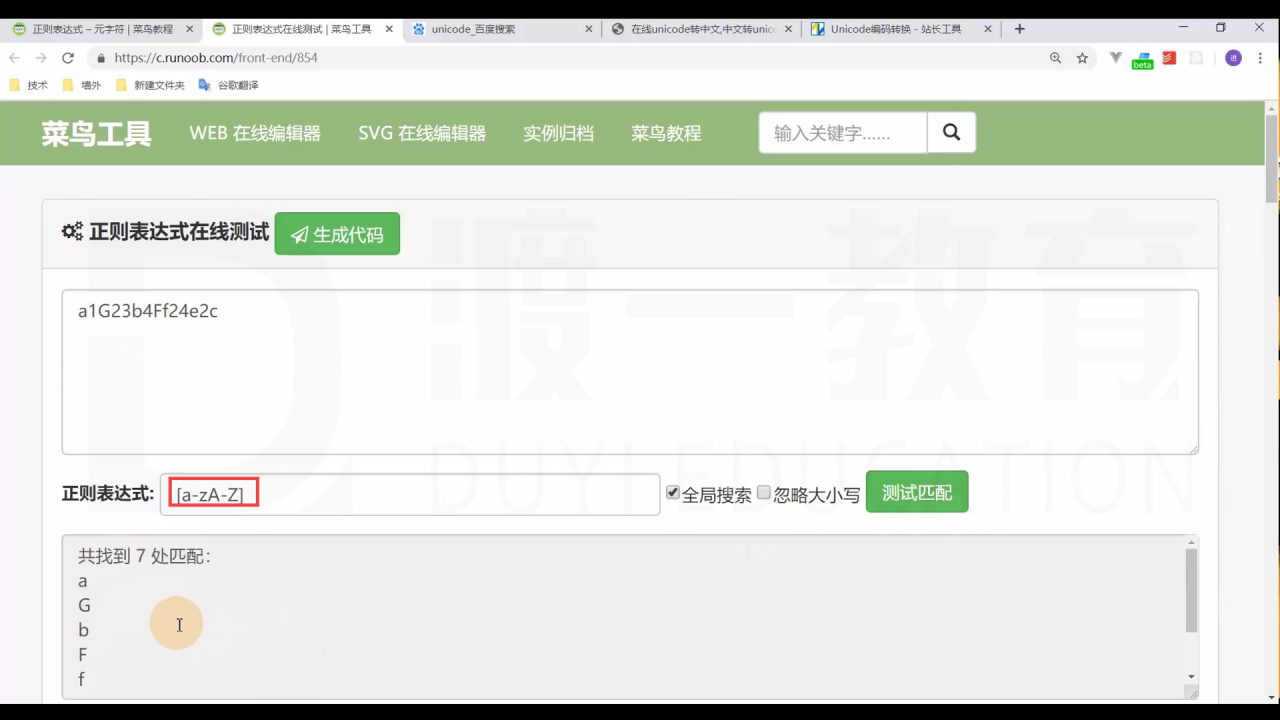 正则表达式 – 元字符 | 菜鸟教程
正则表达式在线测试 | 菜鸟工具
unicode_百度搜索
在线unicode转中文,中文转unic
Unicode编码转换 - 站长工具
https://c.runoob.com/front-end/854
beta
进
技术
墙外
新建文件夹
谷歌翻译
菜鸟工具
WEB 在线编辑器
SVG 在线编辑器
实例归档
菜鸟教程
输入关键字......
正则表达式在线测试
生成代码
a1G23b4Ff24e2c
渡一教育
DUYI EDUCATION
正则表达式:
[a-zA-Z]
全局搜索
忽略大小写
测试匹配
共找到 7 处匹配:
a
G
b
F
f